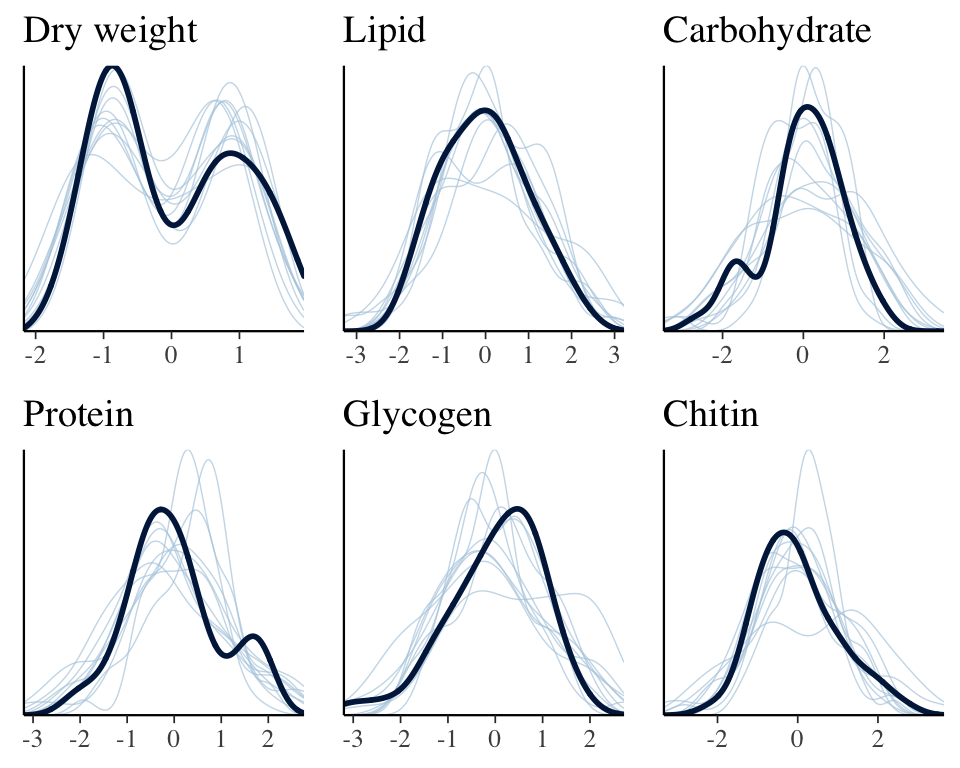 Dry weight Lipid Carbohydrate
-2 -1 0 1 -3 -2 -1 0 1 2 3 -2 0 2
Protein Glycogen Chitin
-3 -2 -1 0 1 2 -3 -2 -1 0 1 2 -2 0 2